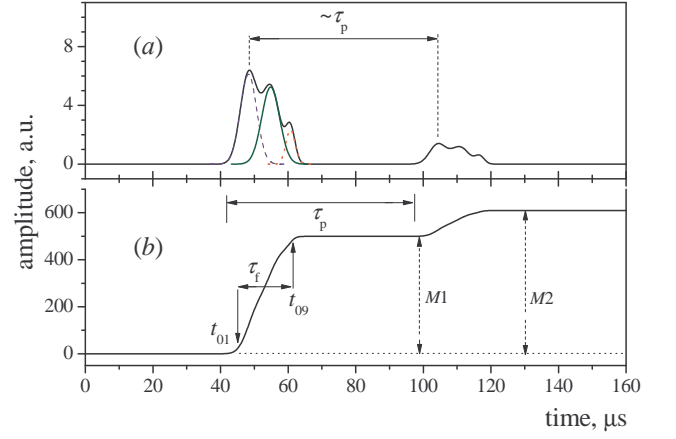 ~τp
8
(a)
4
0
amplitude, a.u.
τp
600
(b)
400
τf
M1
M2
t09
200
t01
0
0 20 40 60 80 100 120 140 160
time, μs